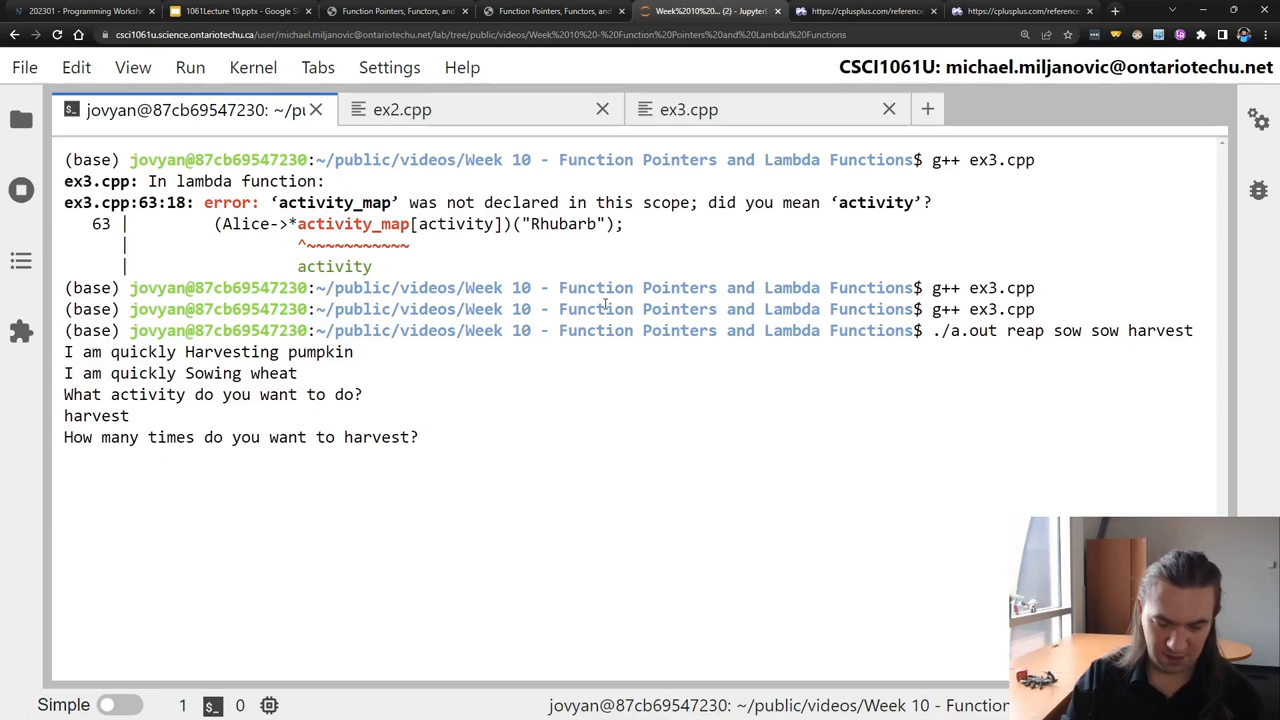 202301 - Programming Worksh
1061Lecture 10.pptx - Google Sl
Function Pointers, Functors, and
Function Pointers, Functors, and
Week%2010%20... (2) - JupyterL
https://cplusplus.com/reference
https://cplusplus.com/reference
csci1061u.science.ontariotechu.ca/user/michael.miljanovic@ontariotechu.net/lab/tree/public/videos/Week%2010%20-%20Function%20Pointers%20and%20Lambda%20Functions
File Edit View Run Kernel Tabs Settings Help CSCI1061U: michael.miljanovic@ontariotechu.net
jovyan@87cb69547230: ~/pu ex2.cpp ex3.cpp
(base) jovyan@87cb69547230:~/public/videos/Week 10 - Function Pointers and Lambda Functions$ g++ ex3.cpp
ex3.cpp: In lambda function:
ex3.cpp:63:18: error: ‘activity_map’ was not declared in this scope; did you mean ‘activity’?
63 | (Alice->*activity_map[activity])("Rhubarb");
| ^~~~~~~~~~~~
| activity
(base) jovyan@87cb69547230:~/public/videos/Week 10 - Function Pointers and Lambda Functions$ g++ ex3.cpp
(base) jovyan@87cb69547230:~/public/videos/Week 10 - Function Pointers and Lambda Functions$ g++ ex3.cpp
(base) jovyan@87cb69547230:~/public/videos/Week 10 - Function Pointers and Lambda Functions$ ./a.out reap sow sow harvest
I am quickly Harvesting pumpkin
I am quickly Sowing wheat
What activity do you want to do?
harvest
How many times do you want to harvest?
Simple 1 0 jovyan@87cb69547230: ~/public/videos/Week 10 - Functio